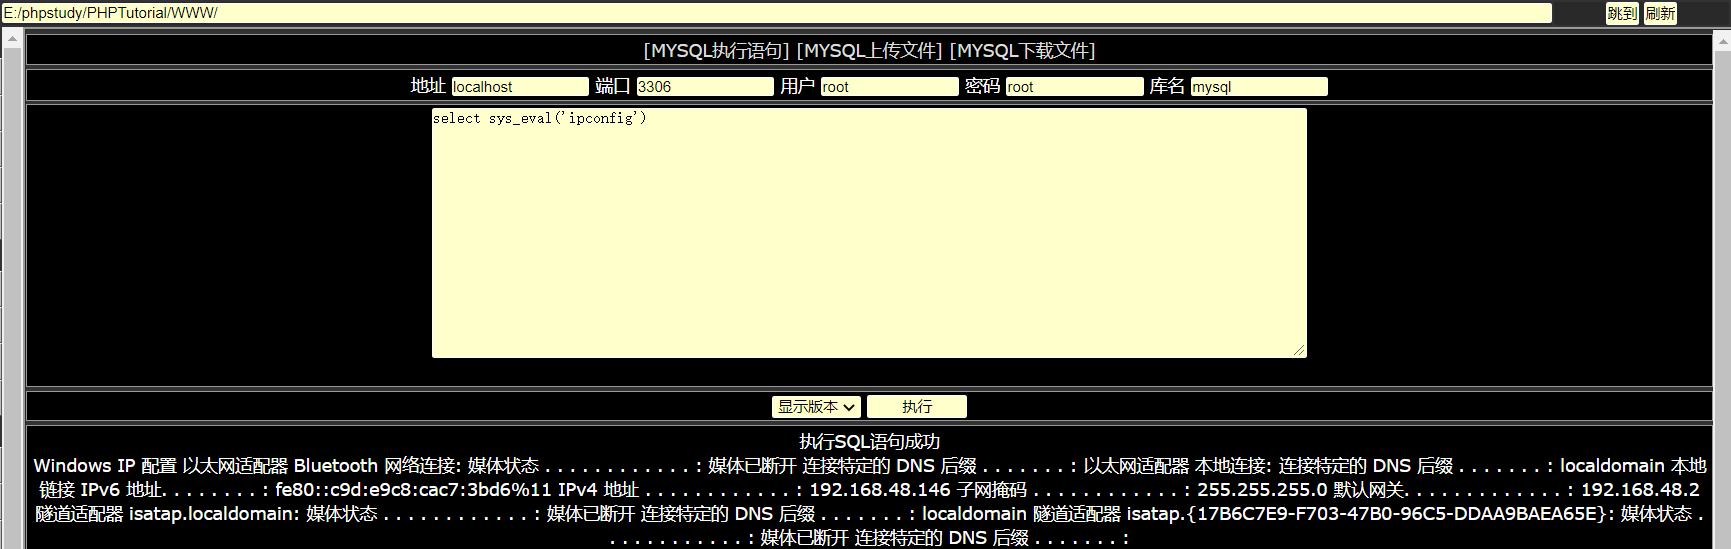 E:/phpstudy/PHPTutorial/WWW/ 跳到 刷新
[MYSQL执行语句] [MYSQL上传文件] [MYSQL下载文件]
地址 localhost 端口 3306 用户 root 密码 root 库名 mysql
select sys_eval('ipconfig')
显示版本 执行
执行SQL语句成功
Windows IP 配置 以太网适配器 Bluetooth 网络连接: 媒体状态 . . . . . . . . . . . . : 媒体已断开 连接特定的 DNS 后缀 . . . . . . . : 以太网适配器 本地连接: 连接特定的 DNS 后缀 . . . . . . . : localdomain 本地
链接 IPv6 地址. . . . . . . . : fe80::c9d:e9c8:cac7:3bd6%11 IPv4 地址 . . . . . . . . . . . . : 192.168.48.146 子网掩码 . . . . . . . . . . . . : 255.255.255.0 默认网关. . . . . . . . . . . . . : 192.168.48.2
隧道适配器 isatap.localdomain: 媒体状态 . . . . . . . . . . . . : 媒体已断开 连接特定的 DNS 后缀 . . . . . . . : localdomain 隧道适配器 isatap.{17B6C7E9-F703-47B0-96C5-DDAA9BAEA65E}: 媒体状态 .
. . . . . . . . . . . : 媒体已断开 连接特定的 DNS 后缀 . . . . . . . :